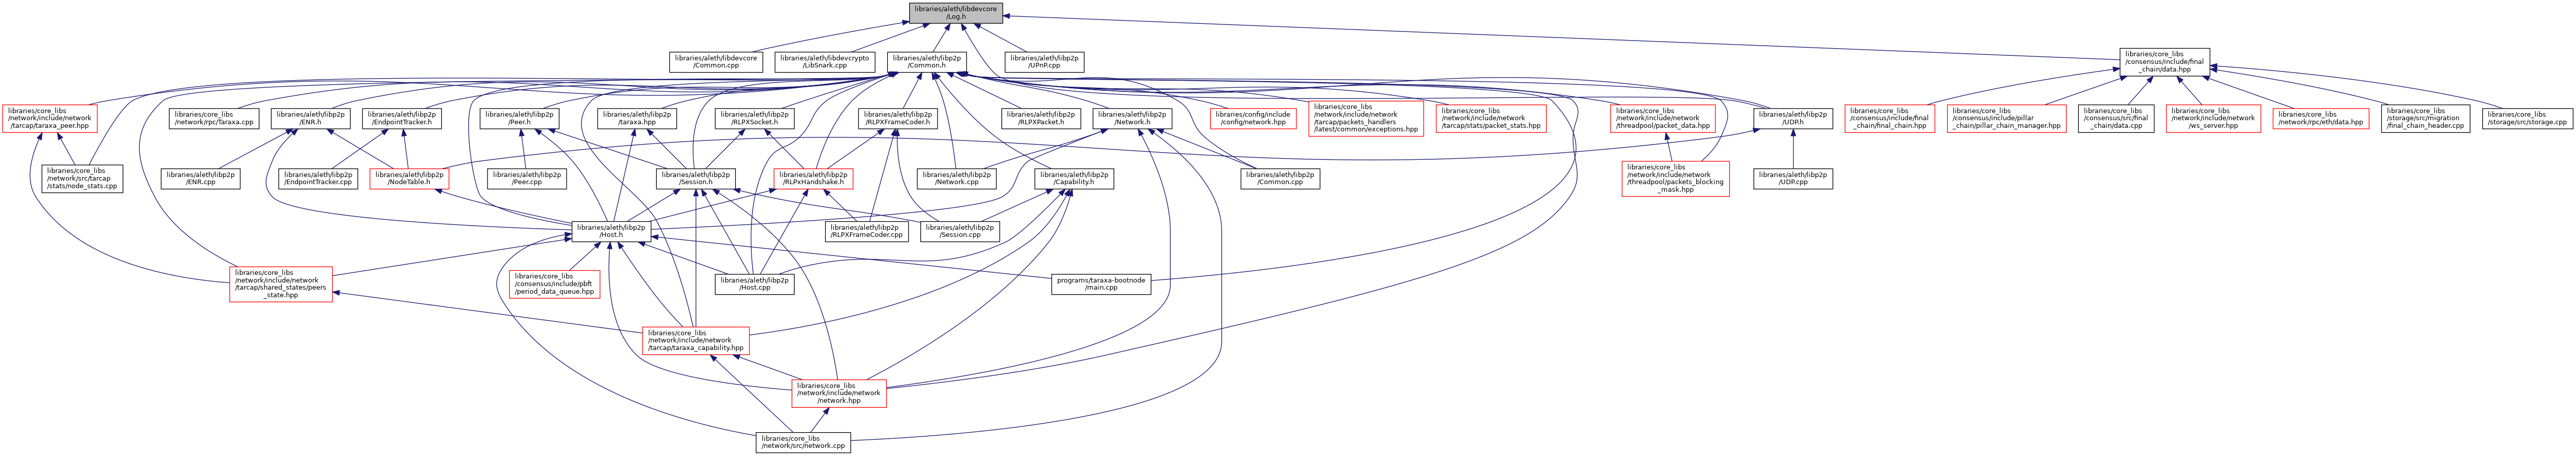 libraries/aleth/libdevcore
/Log.h
libraries/aleth/libdevcore
/Common.cpp
libraries/aleth/libdevcrypto
/LibSnark.cpp
libraries/aleth/libp2p
/Common.h
libraries/aleth/libp2p
/UPnP.cpp
libraries/core_libs
/consensus/include/final
_chain/data.hpp
libraries/core_libs
/network/include/network
/tarcap/taraxa_peer.hpp
libraries/core_libs
/network/rpc/Taraxa.cpp
libraries/aleth/libp2p
/ENR.h
libraries/aleth/libp2p
/EndpointTracker.h
libraries/aleth/libp2p
/Peer.h
libraries/aleth/libp2p
/taraxa.hpp
libraries/aleth/libp2p
/RLPXSocket.h
libraries/aleth/libp2p
/RLPXFrameCoder.h
libraries/aleth/libp2p
/RLPXPacket.h
libraries/aleth/libp2p
/Network.h
libraries/config/include
/config/network.hpp
libraries/core_libs
/network/include/network
/tarcap/packets_handlers
/latest/common/exceptions.hpp
libraries/core_libs
/network/include/network
/tarcap/stats/packet_stats.hpp
libraries/core_libs
/network/include/network
/threadpool/packet_data.hpp
libraries/aleth/libp2p
/UDP.h
libraries/core_libs
/consensus/include/final
_chain/final_chain.hpp
libraries/core_libs
/consensus/include/pillar
_chain/pillar_chain_manager.hpp
libraries/core_libs
/consensus/src/final
_chain/data.cpp
libraries/core_libs
/network/include/network
/ws_server.hpp
libraries/core_libs
/network/rpc/eth/data.hpp
libraries/core_libs
/storage/src/migration
/final_chain_header.cpp
libraries/core_libs
/storage/src/storage.cpp
libraries/core_libs
/network/src/tarcap
/stats/node_stats.cpp
libraries/aleth/libp2p
/ENR.cpp
libraries/aleth/libp2p
/EndpointTracker.cpp
libraries/aleth/libp2p
/NodeTable.h
libraries/aleth/libp2p
/Peer.cpp
libraries/aleth/libp2p
/Session.h
libraries/aleth/libp2p
/RLPxHandshake.h
libraries/aleth/libp2p
/Network.cpp
libraries/aleth/libp2p
/Capability.h
libraries/aleth/libp2p
/Common.cpp
libraries/core_libs
/network/include/network
/threadpool/packets_blocking
_mask.hpp
libraries/aleth/libp2p
/UDP.cpp
libraries/aleth/libp2p
/Host.h
libraries/aleth/libp2p
/RLPXFrameCoder.cpp
libraries/aleth/libp2p
/Session.cpp
libraries/core_libs
/network/include/network
/tarcap/shared_states/peers
_state.hpp
libraries/core_libs
/consensus/include/pbft
/period_data_queue.hpp
libraries/aleth/libp2p
/Host.cpp
programs/taraxa-bootnode
/main.cpp
libraries/core_libs
/network/include/network
/tarcap/taraxa_capability.hpp
libraries/core_libs
/network/include/network
/network.hpp
libraries/core_libs
/network/src/network.cpp